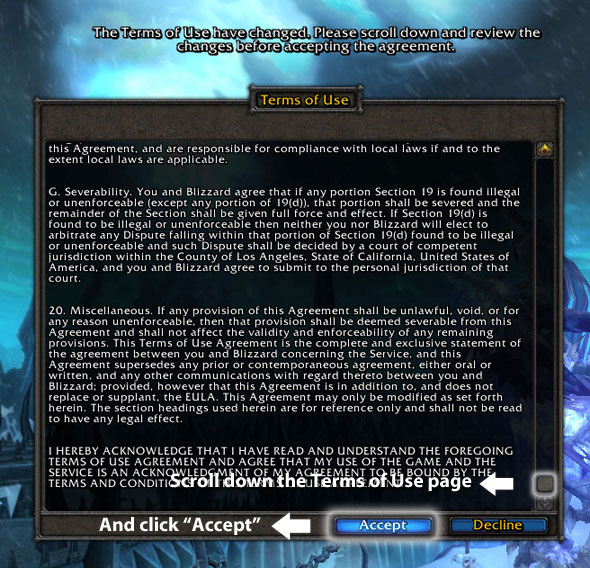 The Terms of Use have changed. Please scroll down and review the
changes before accepting the agreement.
Terms of Use
this Agreement, and are responsible for compliance with local laws if and to the
extent local laws are applicable.
G. Severability. You and Blizzard agree that if any portion Section 19 is found illegal
or unenforceable (except any portion of 19(d)), that portion shall be severed and the
remainder of the Section shall be given full force and effect. If Section 19(d) is
found to be illegal or unenforceable then neither you nor Blizzard will elect to
arbitrate any Dispute falling within that portion of Section 19(d) found to be illegal
or unenforceable and such Dispute shall be decided by a court of competent
jurisdiction within the County of Los Angeles, State of California, United States of
America, and you and Blizzard agree to submit to the personal jurisdiction of that
court.
20. Miscellaneous. If any provision of this Agreement shall be unlawful, void, or for
any reason unenforceable, then that provision shall be deemed severable from this
Agreement and shall not affect the validity and enforceability of any remaining
provisions. This Terms of Use Agreement is the complete and exclusive statement of
the agreement between you and Blizzard concerning the Service, and this
Agreement supersedes any prior or contemporaneous agreement, either oral or
written, and any other communications with regard thereto between you and
Blizzard; provided, however that this Agreement is in addition to, and does not
replace or supplant, the EULA. This Agreement may only be modified as set forth
herein. The section headings used herein are for reference only and shall not be read
to have any legal effect.
I HEREBY ACKNOWLEDGE THAT I HAVE READ AND UNDERSTAND THE FOREGOING
TERMS OF USE AGREEMENT AND AGREE THAT MY USE OF THE GAME AND THE
SERVICE IS AN ACKNOWLEDGMENT OF MY AGREEMENT TO BE BOUND BY THE
TERMS AND CONDITIONS
Scroll down the Terms of Use page
And click “Accept”
Accept
Decline